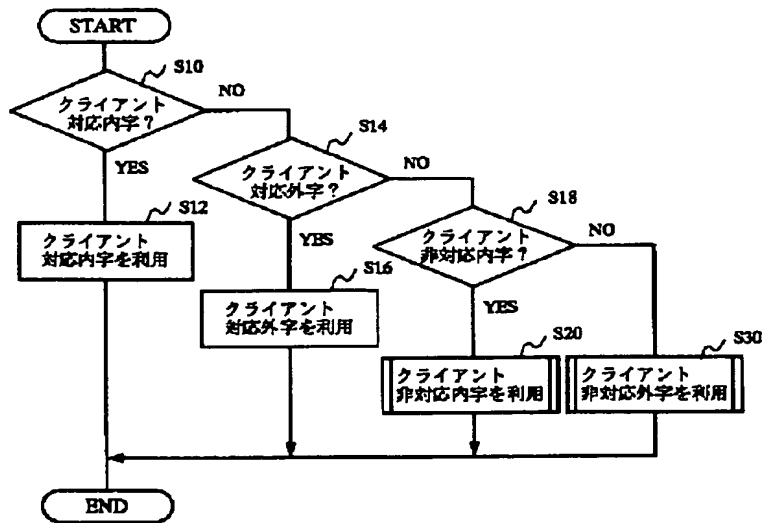 START
S10
クライアント
対応内字？
NO
YES
S14
クライアント
対応外字？
NO
YES
S12
クライアント
対応内字を利用
S18
クライアント
非対応内字？
NO
YES
S16
クライアント
対応外字を利用
S20
クライアント
非対応内字を利用
S30
クライアント
非対応外字を利用
END